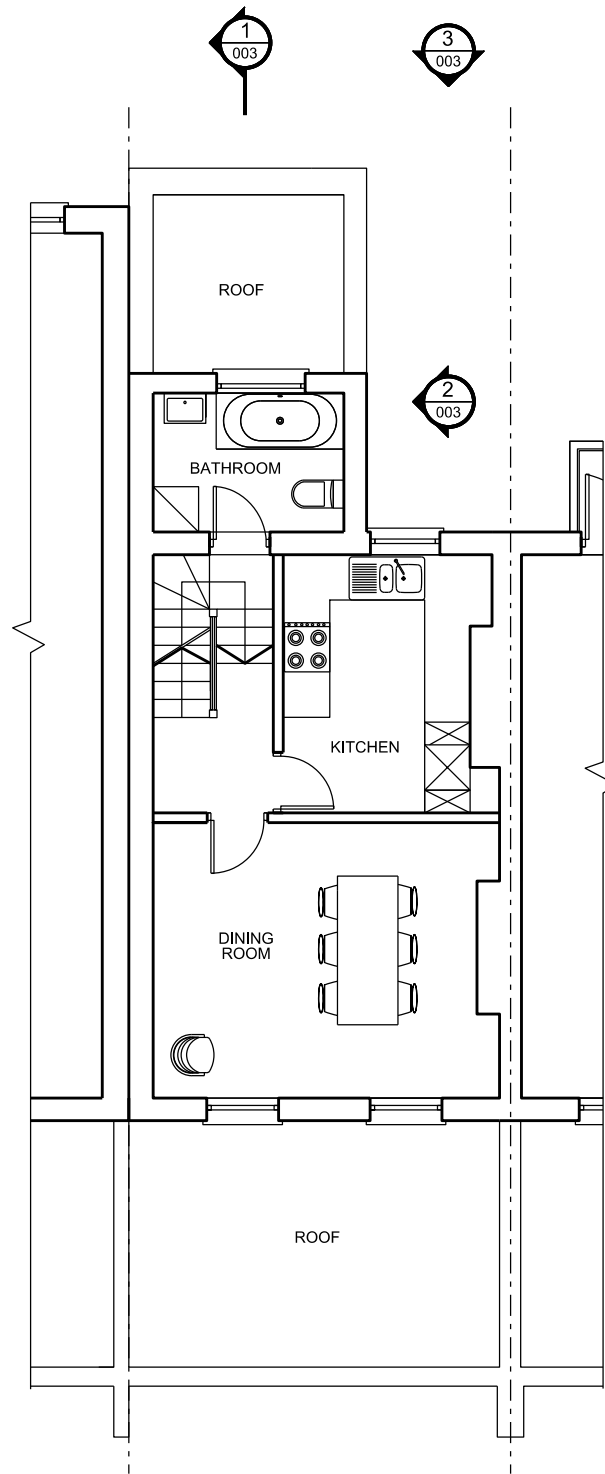 1
003
3
003
ROOF
2
003
BATHROOM
KITCHEN
DINING
ROOM
ROOF